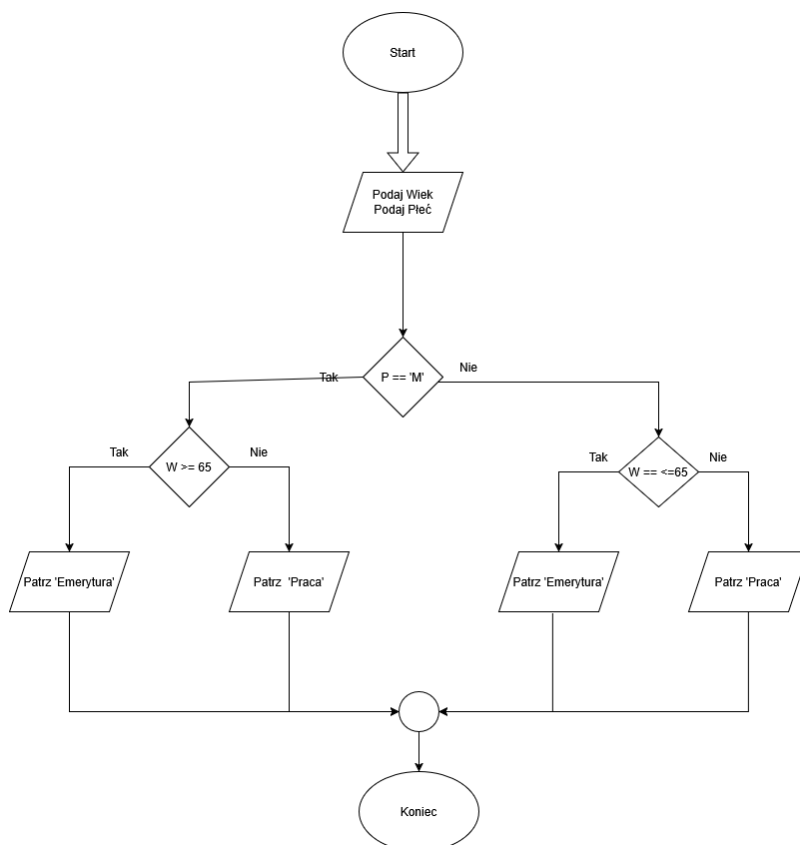 Start
Podaj Wiek
Podaj Płeć
Tak
P == 'M'
Nie
Tak
W >= 65
Nie
Tak
W == <=65
Nie
Patrz 'Emerytura'
Patrz 'Praca'
Patrz 'Emerytura'
Patrz 'Praca'
Koniec